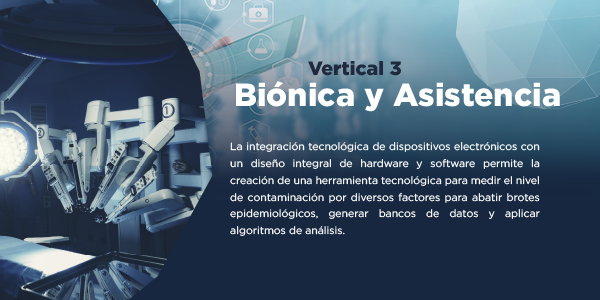 Vertical 3
Biónica y Asistencia
La integración tecnológica de dispositivos electrónicos con
un diseño integral de hardware y software permite la
creación de una herramienta tecnológica para medir el nivel
de contaminación por diversos factores para abatir brotes
epidemiológicos, generar bancos de datos y aplicar
algoritmos de análisis.